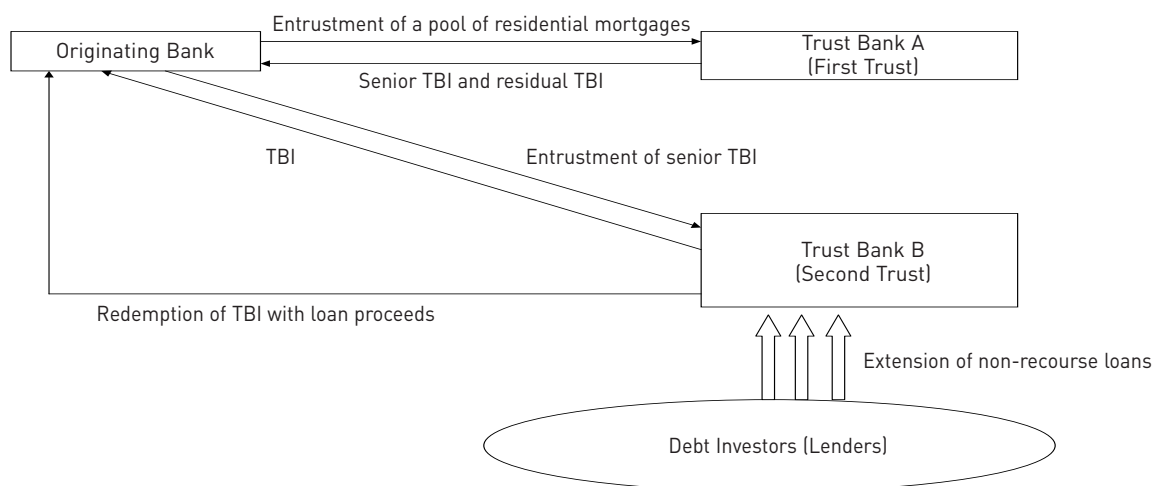 Entrustment of a pool of residential mortgages
Originating Bank
Trust Bank A
(First Trust)
Senior TBI and residual TBI
TBI
Entrustment of senior TBI
Trust Bank B
(Second Trust)
Redemption of TBI with loan proceeds
Extension of non-recourse loans
Debt Investors (Lenders)